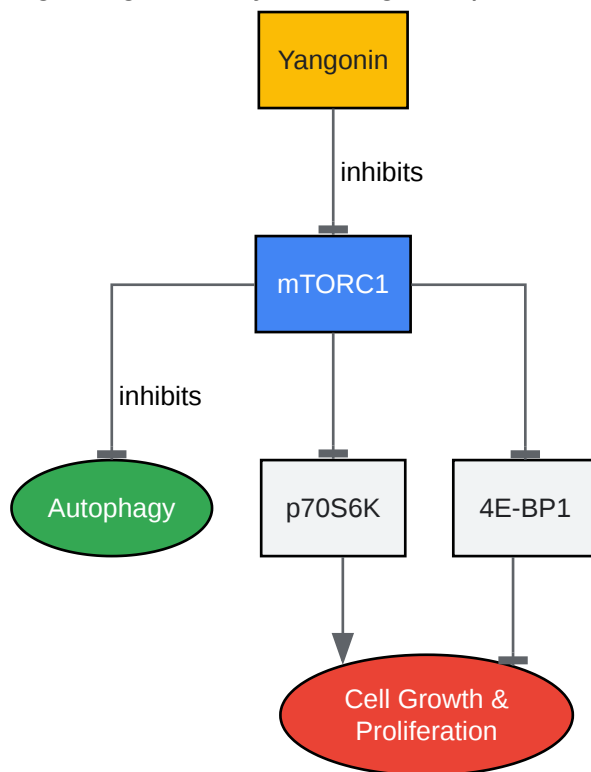 Yangonin
inhibits
mTORC1
inhibits
Autophagy
p70S6K
4E-BP1
Cell Growth &
Proliferation